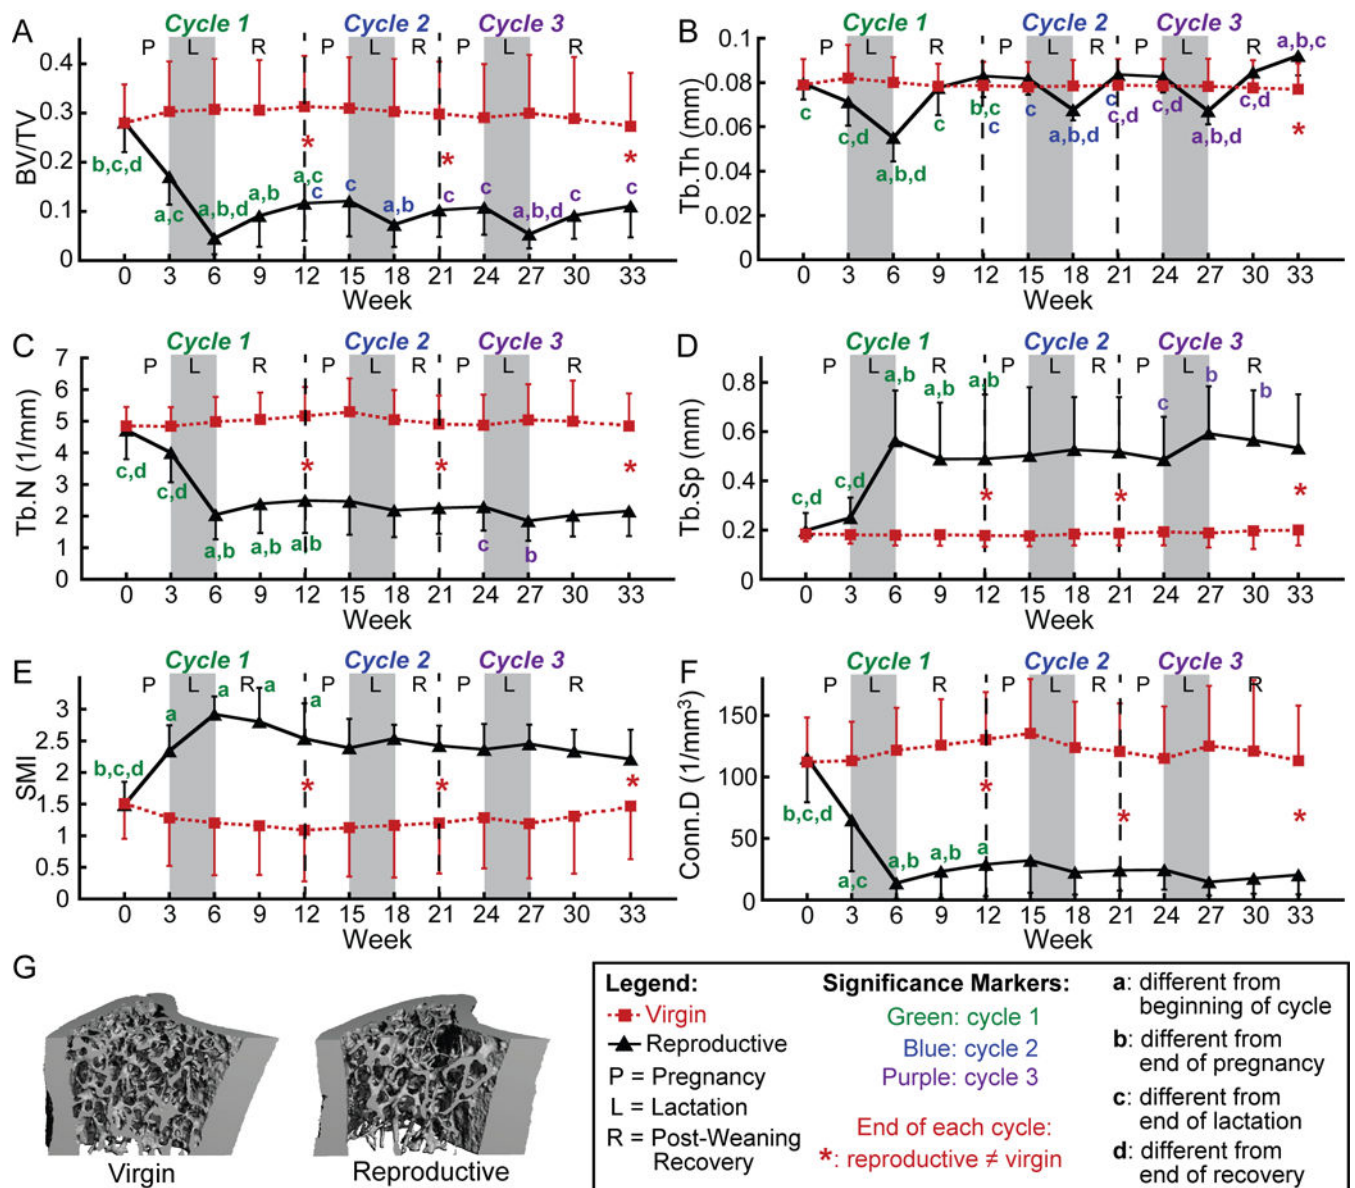 A
Cycle 1 Cycle 2 Cycle 3
P L R P L R P L R
BV/TV
0.4
0.3
0.2
0.1
0
b,c,d a,c a,b,d a,b a,c c c a,b c c a,b,d c c
* * *
0 3 6 9 12 15 18 21 24 27 30 33
Week
B
Cycle 1 Cycle 2 Cycle 3
P L R P L R P L R
Tb.Th (mm)
0.1
0.08
0.06
0.04
0.02
0
c c,d a,b,d c b,c c c a,b,d c c,d c,d a,b,d c,d a,b,c
*
0 3 6 9 12 15 18 21 24 27 30 33
Week
C
Cycle 1 Cycle 2 Cycle 3
P L R P L R P L R
Tb.N (1/mm)
7
6
5
4
3
2
1
0
c,d c,d a,b a,b a,b c b
* * *
0 3 6 9 12 15 18 21 24 27 30 33
Week
D
Cycle 1 Cycle 2 Cycle 3
P L R P L R P L R
Tb.Sp (mm)
0.8
0.6
0.4
0.2
0
c,d c,d a,b a,b a,b c b b
* * *
0 3 6 9 12 15 18 21 24 27 30 33
Week
E
Cycle 1 Cycle 2 Cycle 3
P L R P L R P L R
SMI
3
2.5
2
1.5
1
0.5
0
b,c,d a a a a
* * *
0 3 6 9 12 15 18 21 24 27 30 33
Week
F
Cycle 1 Cycle 2 Cycle 3
P L R P L R P L R
Conn.D (1/mm³)
150
100
50
0
b,c,d a,c a,b a,b a
* * *
0 3 6 9 12 15 18 21 24 27 30 33
Week
G
Virgin
Reproductive
Legend:
Virgin
Reproductive
P = Pregnancy
L = Lactation
R = Post-Weaning
Recovery
Significance Markers:
Green: cycle 1
Blue: cycle 2
Purple: cycle 3
End of each cycle:
*: reproductive ≠ virgin
a: different from
beginning of cycle
b: different from
end of pregnancy
c: different from
end of lactation
d: different from
end of recovery